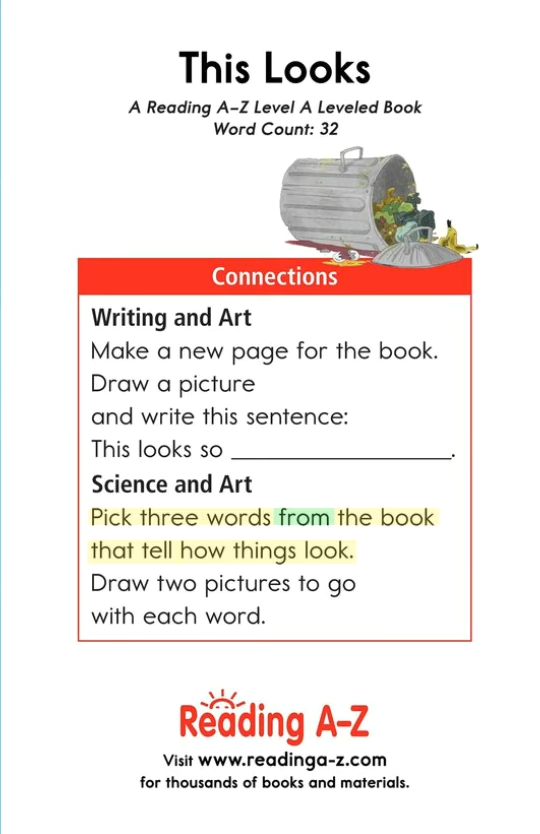 This Looks
A Reading A–Z Level A Leveled Book
Word Count: 32
Connections
Writing and Art
Make a new page for the book.
Draw a picture
and write this sentence:
This looks so ____________________.
Science and Art
Pick three words from the book
that tell how things look.
Draw two pictures to go
with each word.
Reading A–Z
Visit www.readinga-z.com
for thousands of books and materials.